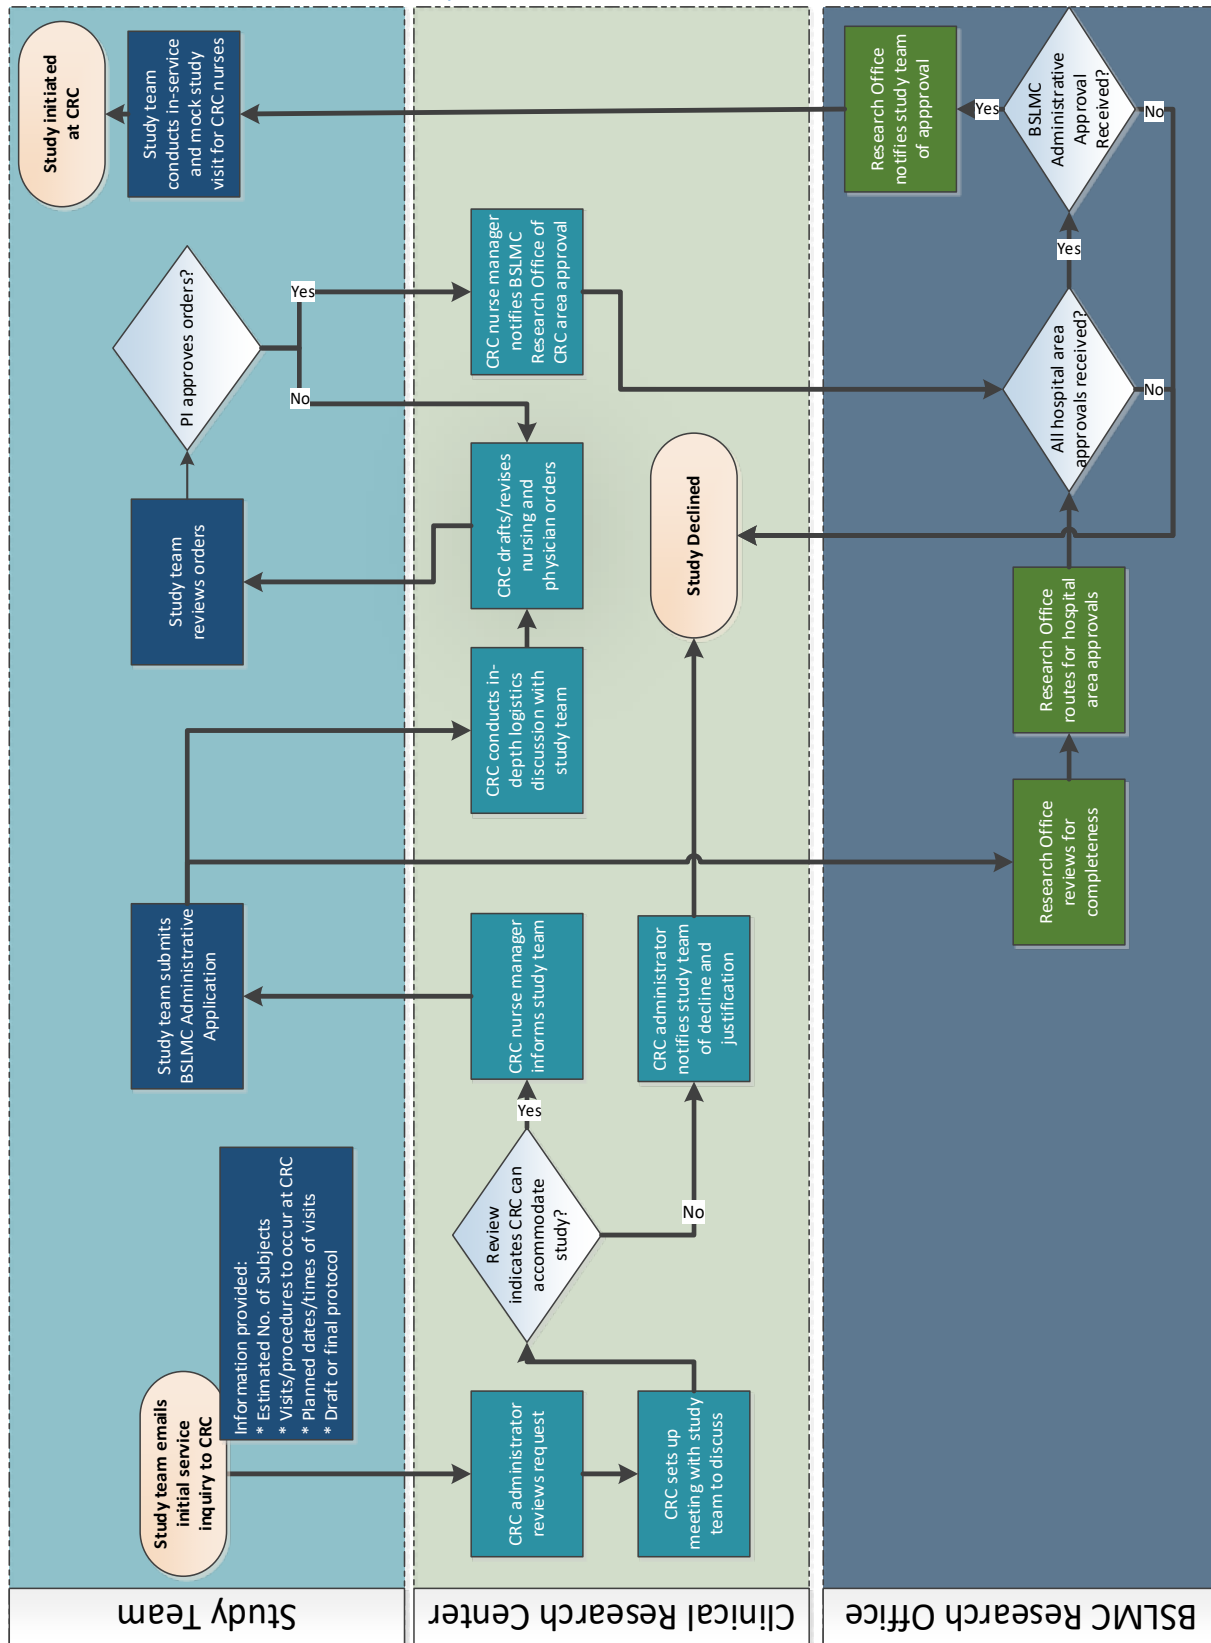 Study Team
Study team emails
initial service
inquiry to CRC
Information provided:
* Estimated No. of Subjects
* Visits/procedures to occur at CRC
* Planned dates/times of visits
* Draft or final protocol
Study team submits
BSLMC Administrative
Application
Study team
reviews orders
PI approves orders?
Yes
No
Study team
conducts in-service
and mock study
visit for CRC nurses
Study initiated
at CRC
Clinical Research Center
CRC administrator
reviews request
CRC sets up
meeting with study
team to discuss
Review
indicates CRC can
accommodate
study?
Yes
No
CRC nurse manager
informs study team
CRC administrator
notifies study team
of decline and
justification
CRC conducts in-
depth logistics
discussion with
study team
CRC drafts/revises
nursing and
physician orders
Study Declined
CRC nurse manager
notifies BSLMC
Research Office of
CRC area approval
BSLMC Research Office
Research Office
reviews for
completeness
Research Office
routes for hospital
area approvals
All hospital area
approvals received?
Yes
No
BSLMC
Administrative
Approval
Received?
Yes
No
Research Office
notifies study team
of approval